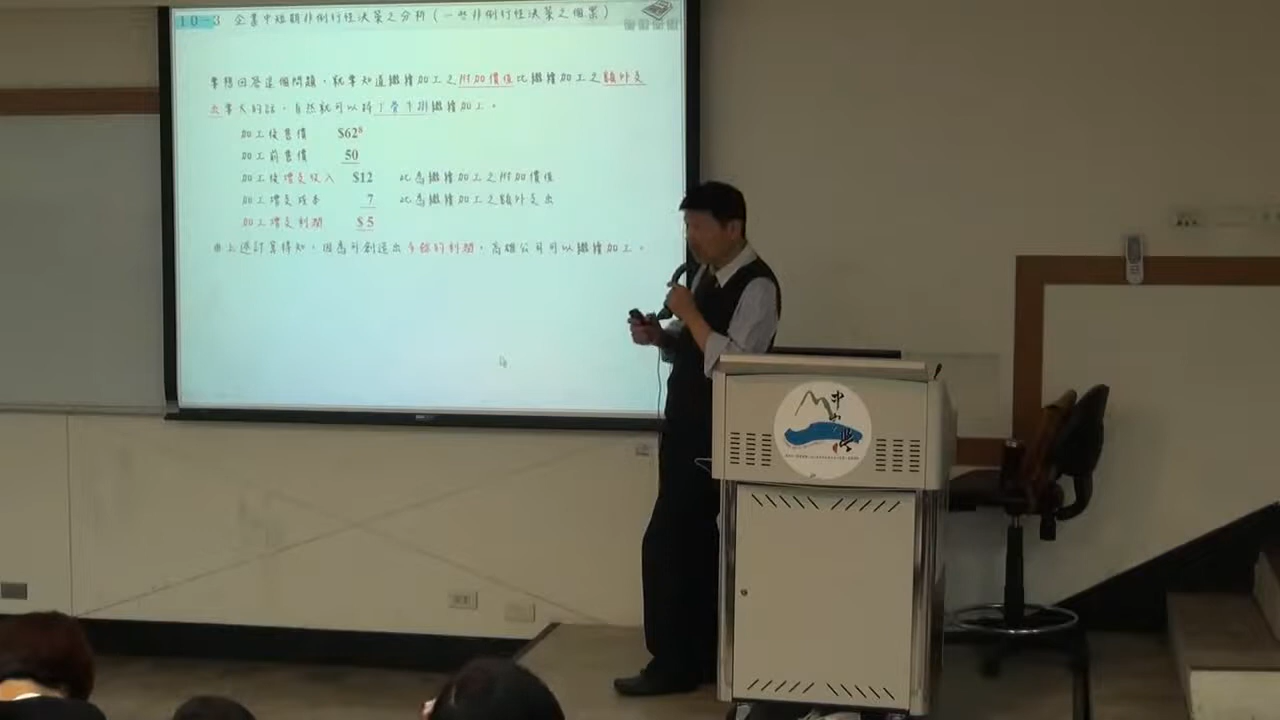 10-3 企業中短期非例行性決策之分析(一些非例行性決策之個案)
要想回答這個問題,就要知道繼續加工之附加價值比繼續加工之額外支
出要大的話,自然就可以將丁骨牛排繼續加工。
加工後售價 $62⁸
加工前售價 50
加工後增支收入 $12 此為繼續加工之附加價值
加工增支成本 7 此為繼續加工之額外支出
加工增支利潤 $5
由上述計算得知,因為可創造出多餘的利潤,高雄公司可以繼續加工。
中山